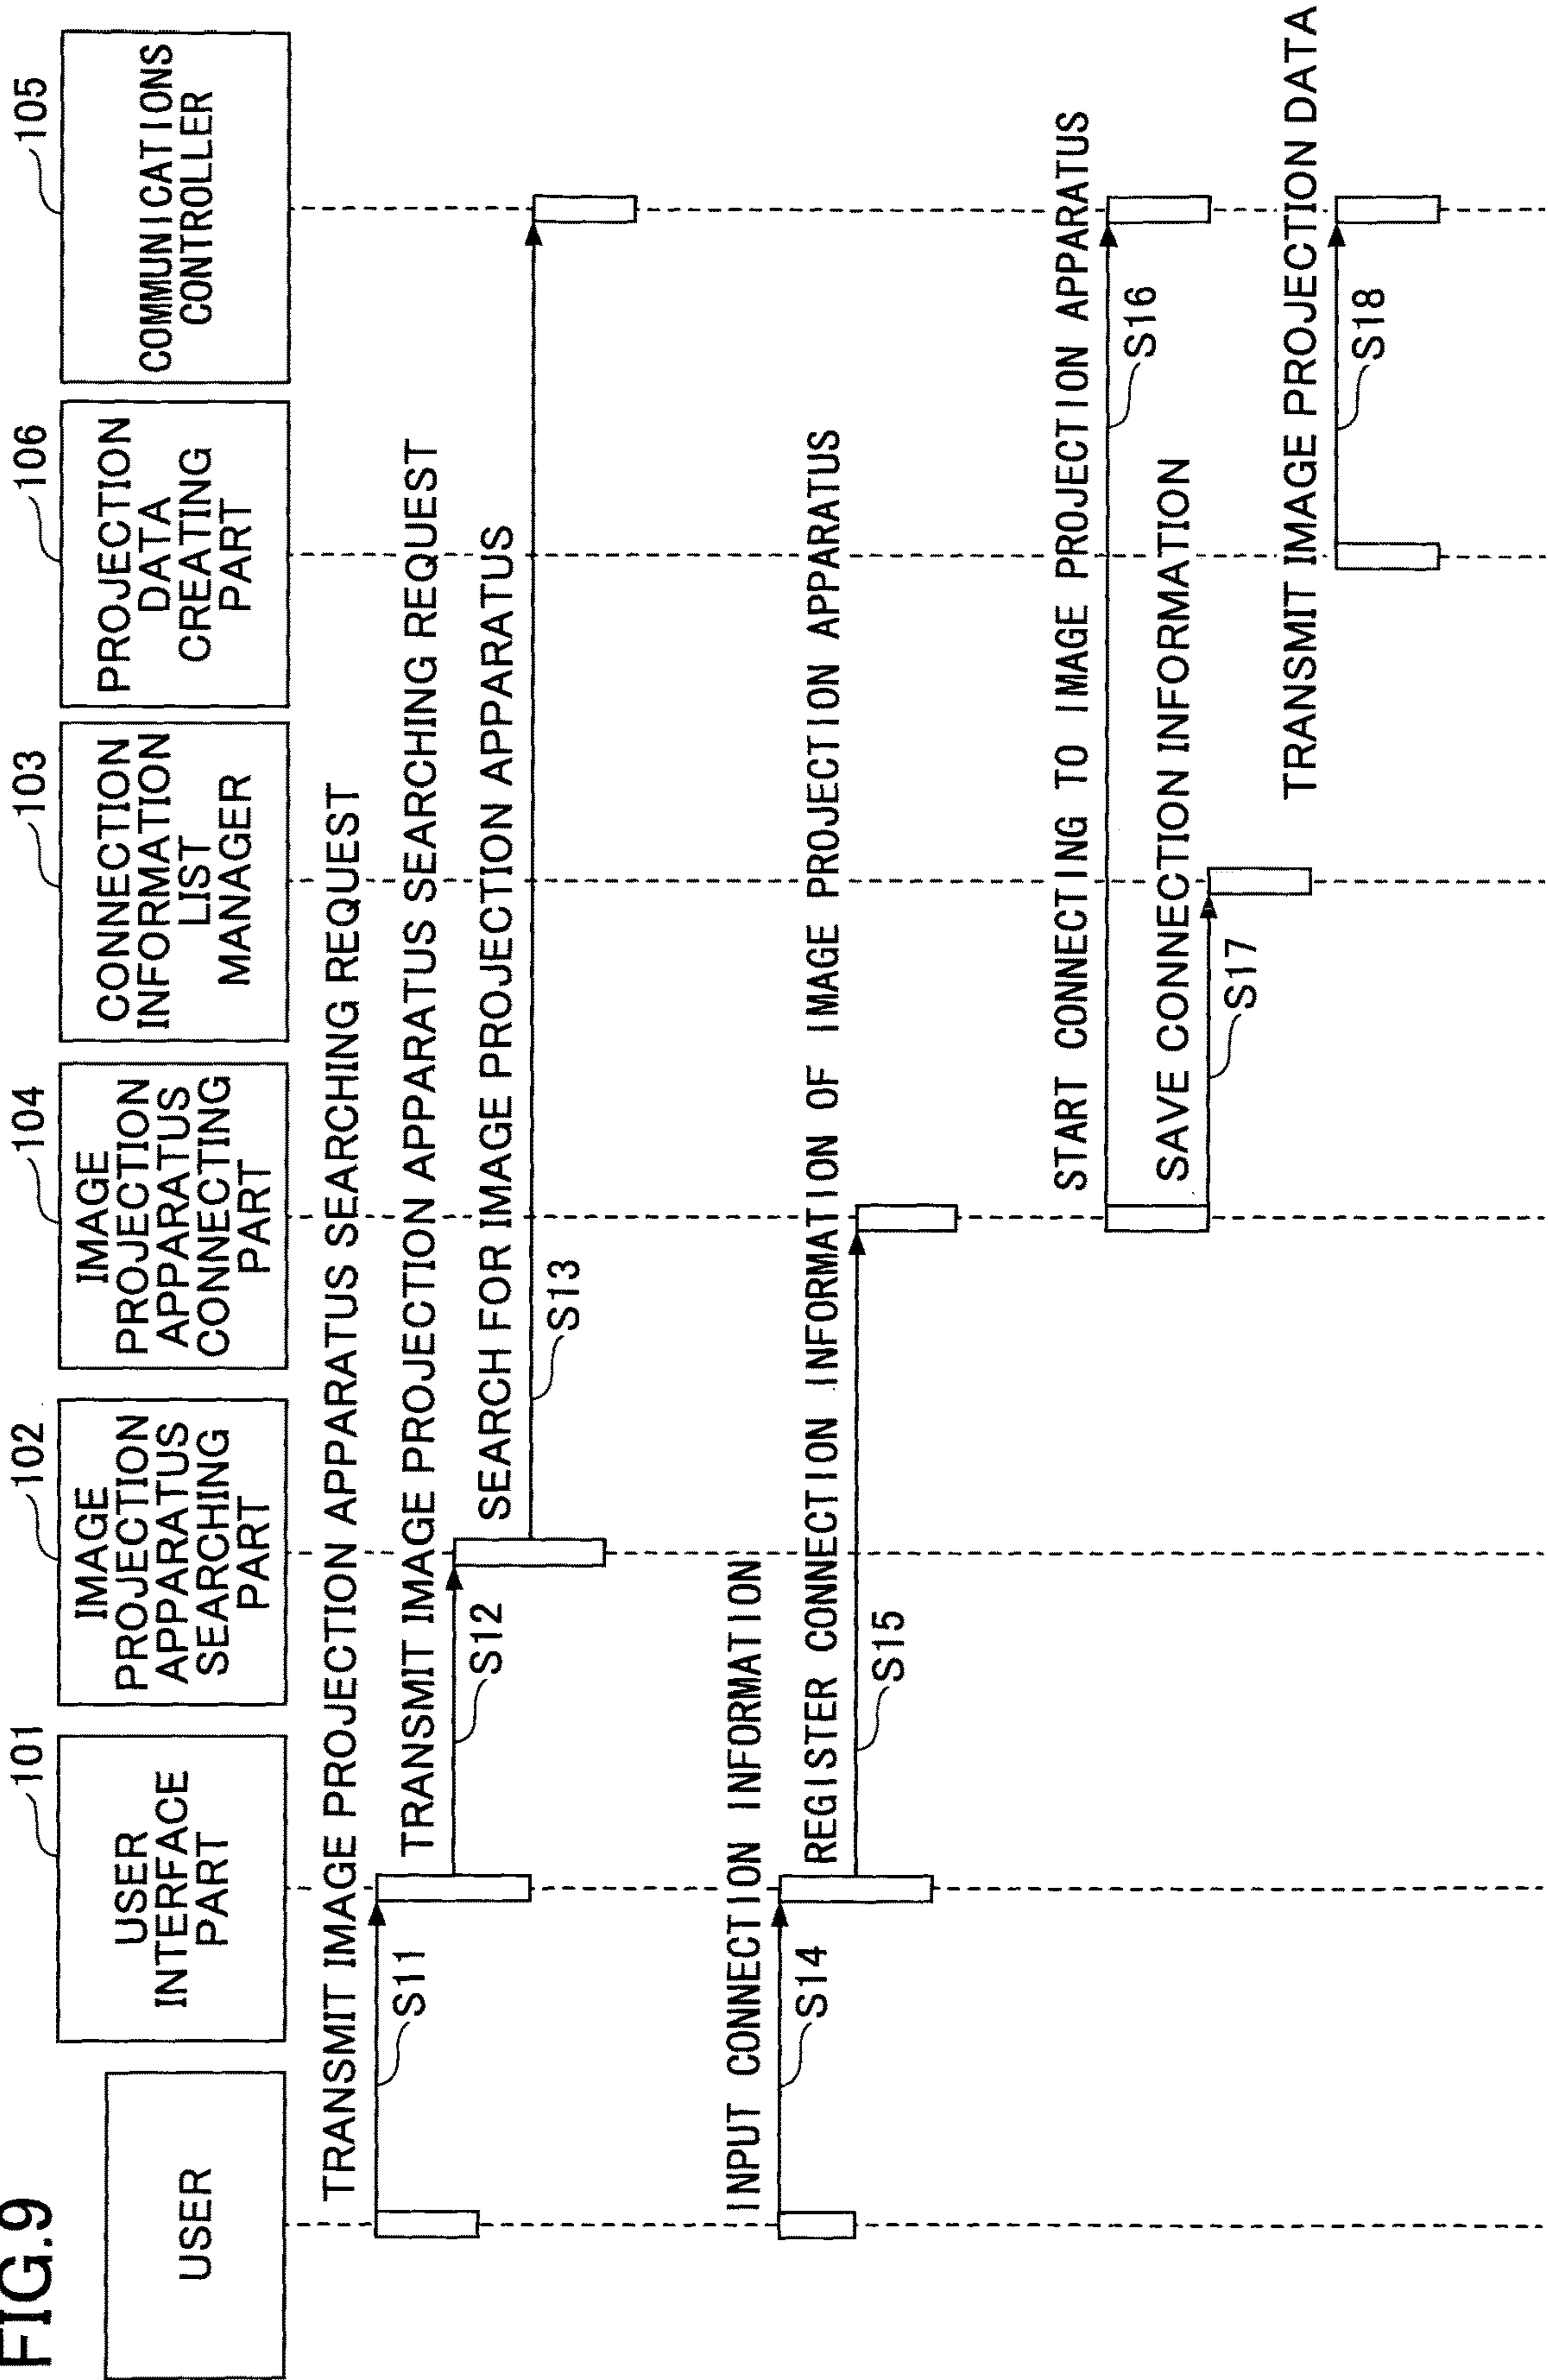 FIG.9
USER
101
USER
INTERFACE
PART
102
IMAGE
PROJECTION
APPARATUS
SEARCHING
PART
104
IMAGE
PROJECTION
APPARATUS
CONNECTING
PART
103
CONNECTION
INFORMATION
LIST
MANAGER
106
PROJECTION
DATA
CREATING
PART
105
COMMUNICATIONS
CONTROLLER
TRANSMIT IMAGE PROJECTION APPARATUS SEARCHING REQUEST
S11
TRANSMIT IMAGE PROJECTION APPARATUS SEARCHING REQUEST
S12
SEARCH FOR IMAGE PROJECTION APPARATUS
S13
INPUT CONNECTION INFORMATION
S14
REGISTER CONNECTION INFORMATION OF IMAGE PROJECTION APPARATUS
S15
START CONNECTING TO IMAGE PROJECTION APPARATUS
S16
SAVE CONNECTION INFORMATION
S17
TRANSMIT IMAGE PROJECTION DATA
S18